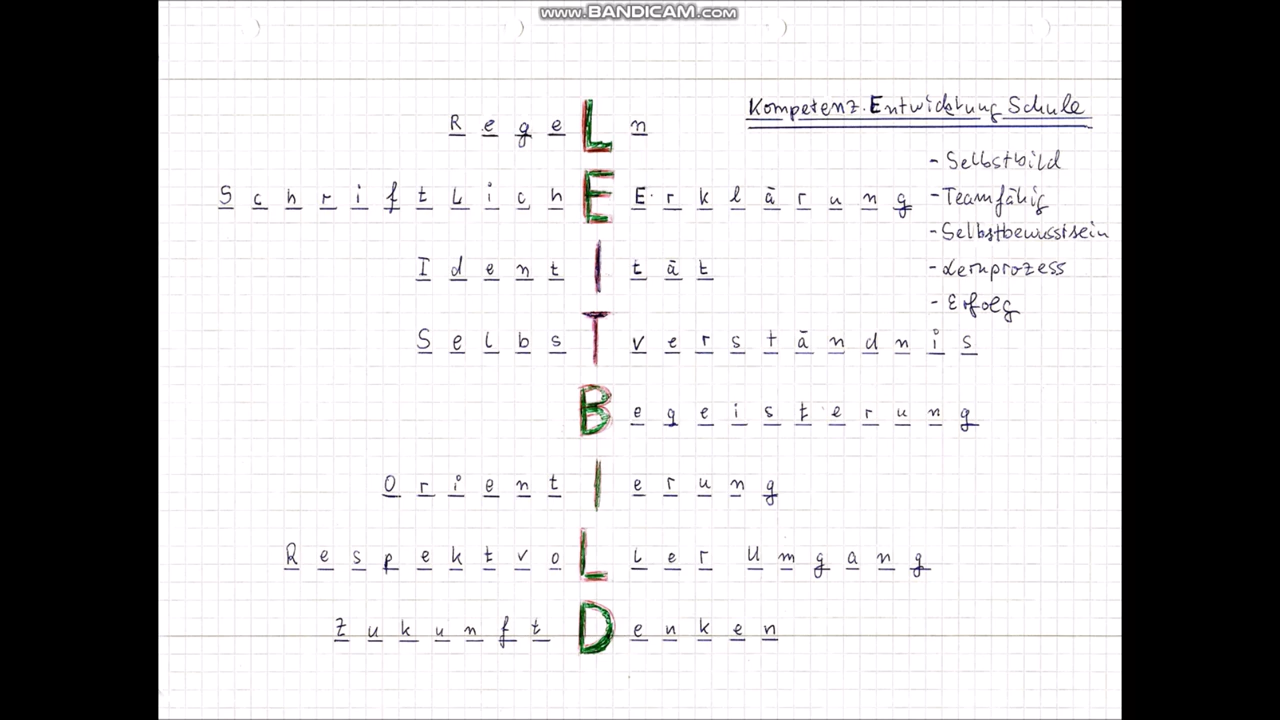 www.BANDICAM.com
Kompetenz. Entwicklung Schule
RegeLn
- Selbstbild
SchriftLichE Erklärung
- Teamfähig
- Selbstbewusstsein
IdentItät
- Lernprozess
- Erfolg
SelbsTverständnis
Begeisterung
OrientIerung
RespektvoLler Umgang
Zukunft Denken
LEITBILD